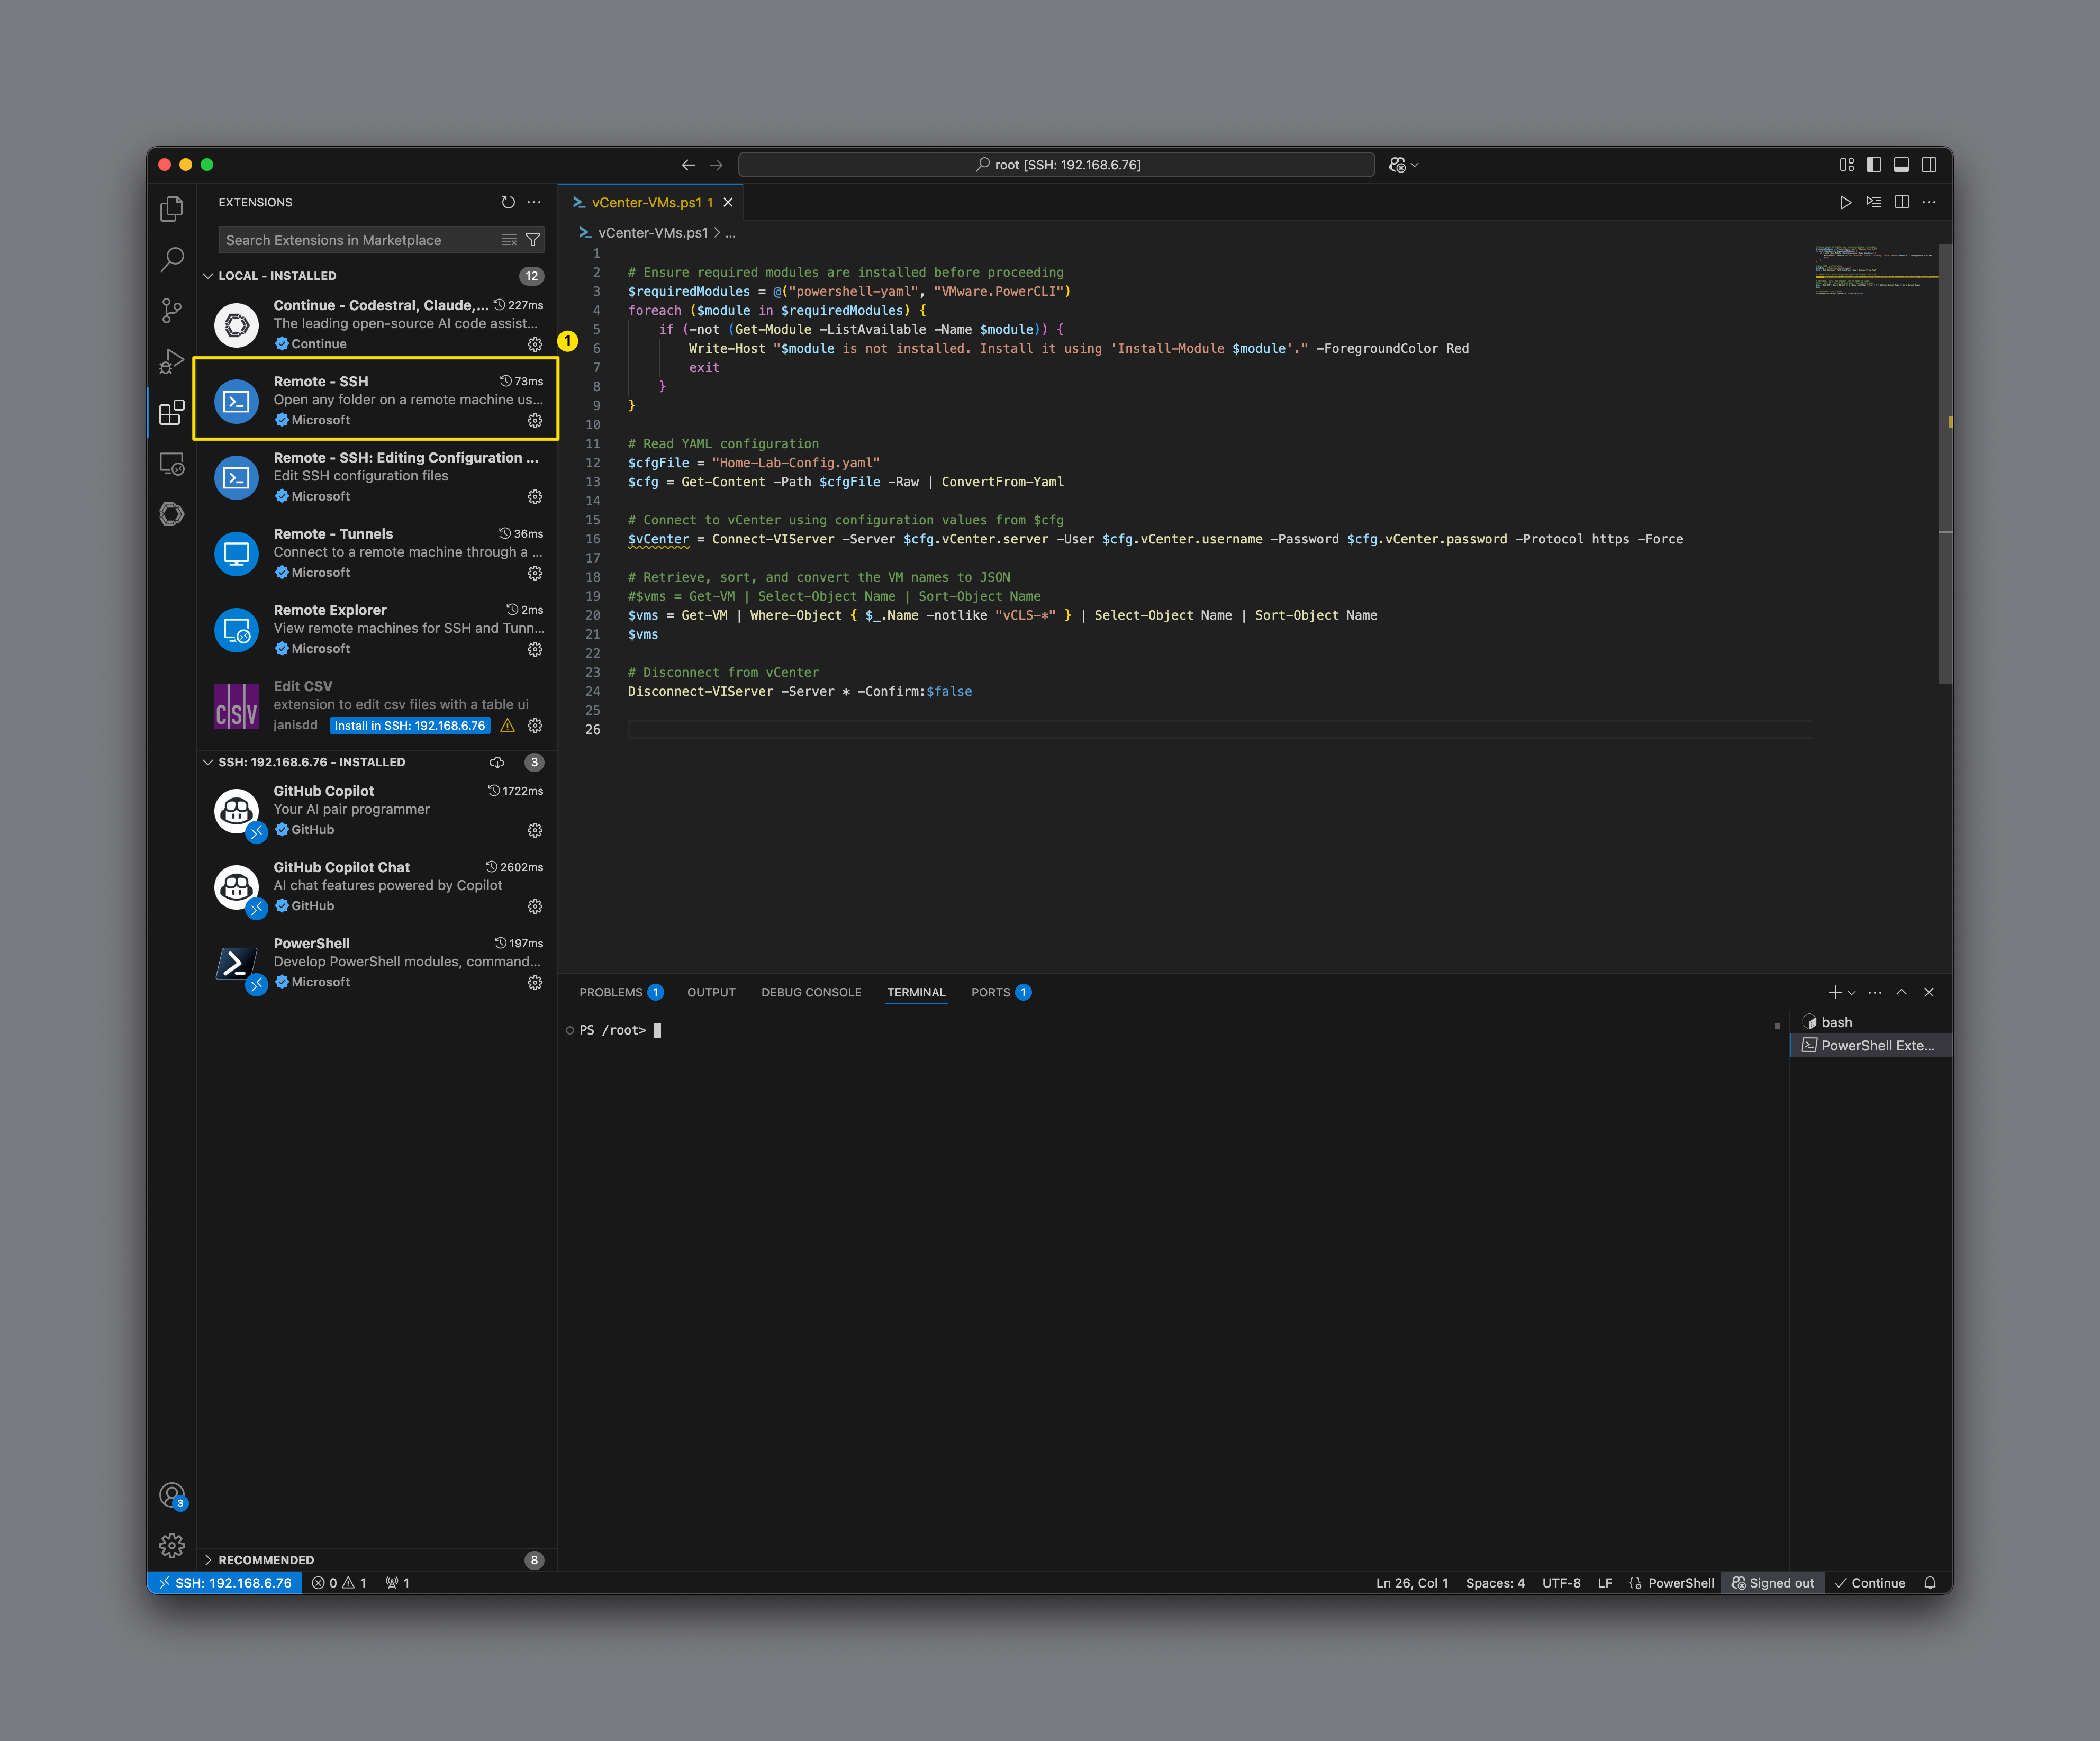 root [SSH: 192.168.6.76]
EXTENSIONS
Search Extensions in Marketplace
LOCAL - INSTALLED 12
Continue - Codestral, Claude,... 227ms
The leading open-source AI code assist...
Continue
1
Remote - SSH 73ms
Open any folder on a remote machine us...
Microsoft
Remote - SSH: Editing Configuration ...
Edit SSH configuration files
Microsoft
Remote - Tunnels 36ms
Connect to a remote machine through a ...
Microsoft
Remote Explorer 2ms
View remote machines for SSH and Tunn...
Microsoft
CSV
Edit CSV
extension to edit csv files with a table ui
janisdd Install in SSH: 192.168.6.76
SSH: 192.168.6.76 - INSTALLED 3
GitHub Copilot 1722ms
Your AI pair programmer
GitHub
GitHub Copilot Chat 2602ms
AI chat features powered by Copilot
GitHub
PowerShell 197ms
Develop PowerShell modules, command...
Microsoft
3
RECOMMENDED 8
vCenter-VMs.ps1 1
vCenter-VMs.ps1 > ...
1
2 # Ensure required modules are installed before proceeding
3 $requiredModules = @("powershell-yaml", "VMware.PowerCLI")
4 foreach ($module in $requiredModules) {
5 if (-not (Get-Module -ListAvailable -Name $module)) {
6 Write-Host "$module is not installed. Install it using 'Install-Module $module'." -ForegroundColor Red
7 exit
8 }
9 }
10
11 # Read YAML configuration
12 $cfgFile = "Home-Lab-Config.yaml"
13 $cfg = Get-Content -Path $cfgFile -Raw | ConvertFrom-Yaml
14
15 # Connect to vCenter using configuration values from $cfg
16 $vCenter = Connect-VIServer -Server $cfg.vCenter.server -User $cfg.vCenter.username -Password $cfg.vCenter.password -Protocol https -Force
17
18 # Retrieve, sort, and convert the VM names to JSON
19 #$vms = Get-VM | Select-Object Name | Sort-Object Name
20 $vms = Get-VM | Where-Object { $_.Name -notlike "vCLS-*" } | Select-Object Name | Sort-Object Name
21 $vms
22
23 # Disconnect from vCenter
24 Disconnect-VIServer -Server * -Confirm:$false
25
26
PROBLEMS 1 OUTPUT DEBUG CONSOLE TERMINAL PORTS 1
PS /root>
bash
PowerShell Exte...
SSH: 192.168.6.76 0 1 1 Ln 26, Col 1 Spaces: 4 UTF-8 LF PowerShell Signed out Continue